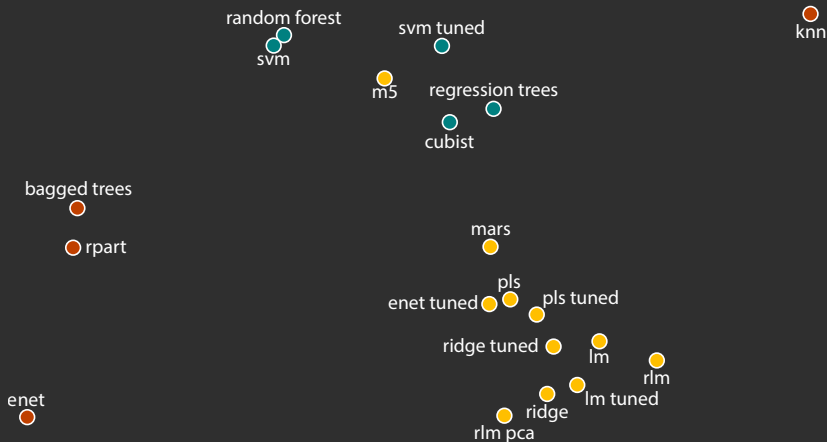 random forest
svm
svm tuned
knn
m5
regression trees
cubist
bagged trees
rpart
mars
pls
enet tuned
pls tuned
ridge tuned
lm
rlm
enet
lm tuned
ridge
rlm pca